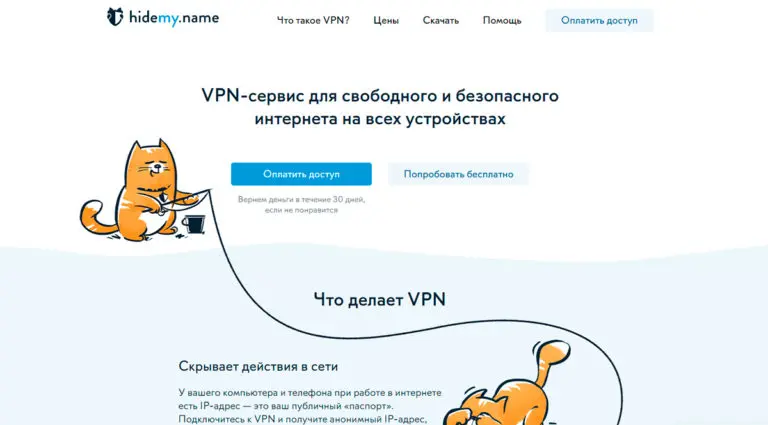 hidemy.name
Что такое VPN?
Цены
Скачать
Помощь
Оплатить доступ
VPN-сервис для свободного и безопасного
интернета на всех устройствах
Оплатить доступ
Попробовать бесплатно
Вернем деньги в течение 30 дней,
если не понравится
Что делает VPN
Скрывает действия в сети
У вашего компьютера и телефона при работе в интернете
есть IP-адрес — это ваш публичный «паспорт».
Подключитесь к VPN и получите анонимный IP-адрес,